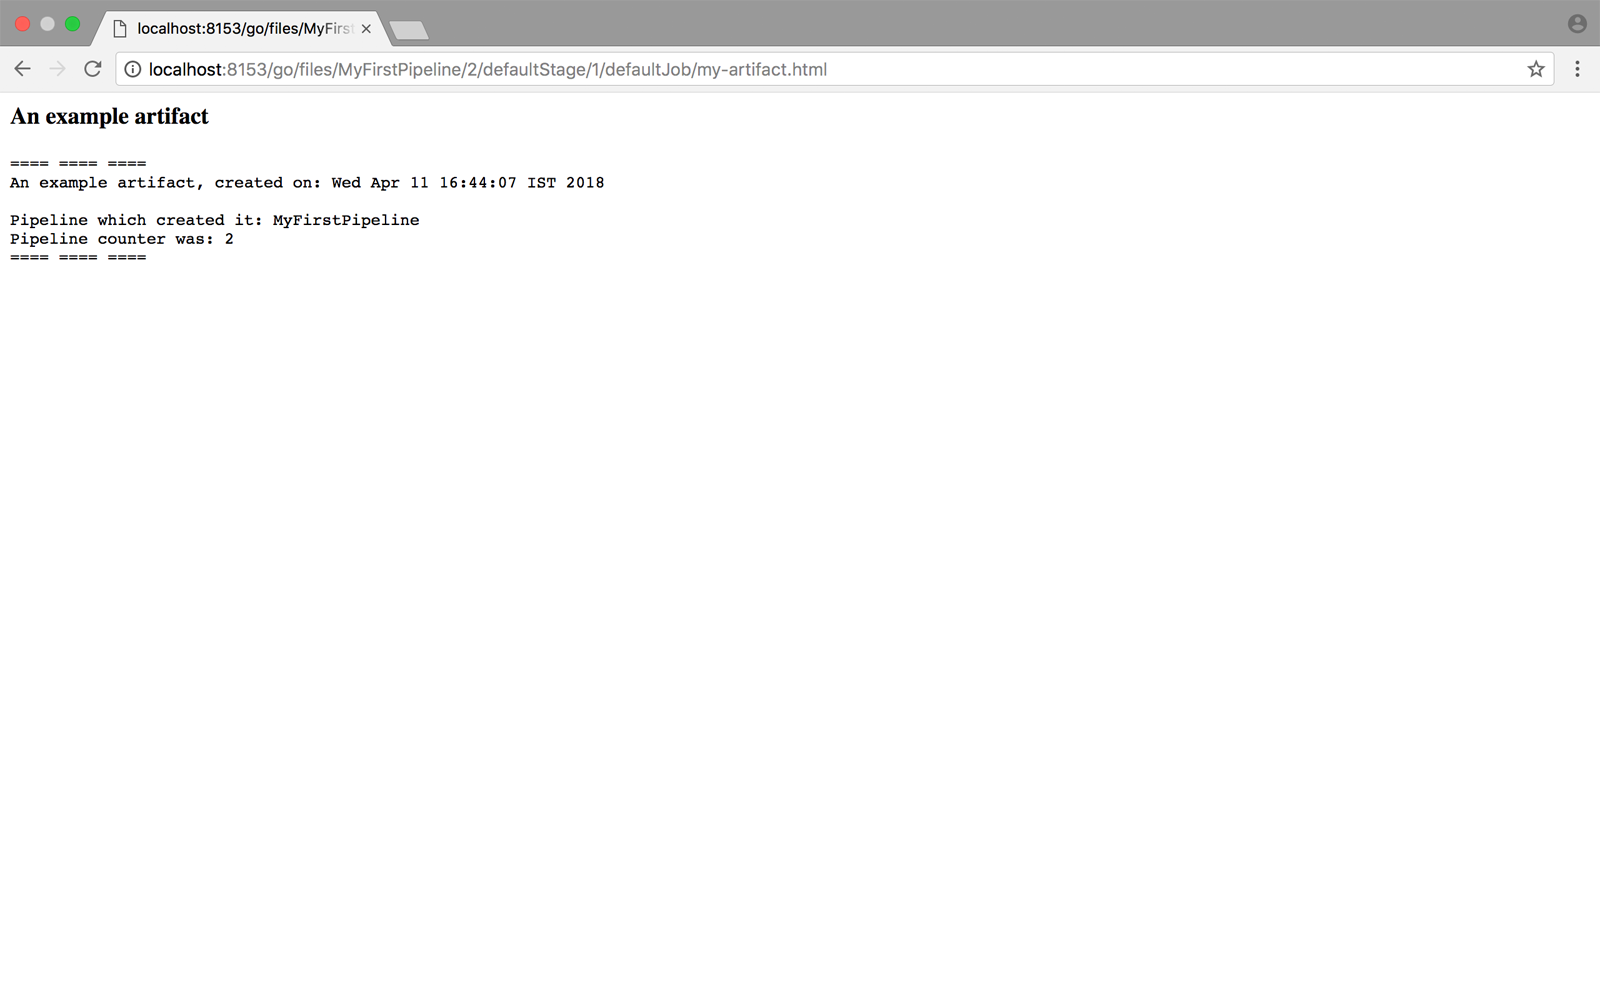 localhost:8153/go/files/MyFirst
localhost:8153/go/files/MyFirstPipeline/2/defaultStage/1/defaultJob/my-artifact.html
An example artifact
==== ==== ====
An example artifact, created on: Wed Apr 11 16:44:07 IST 2018
Pipeline which created it: MyFirstPipeline
Pipeline counter was: 2
==== ==== ====